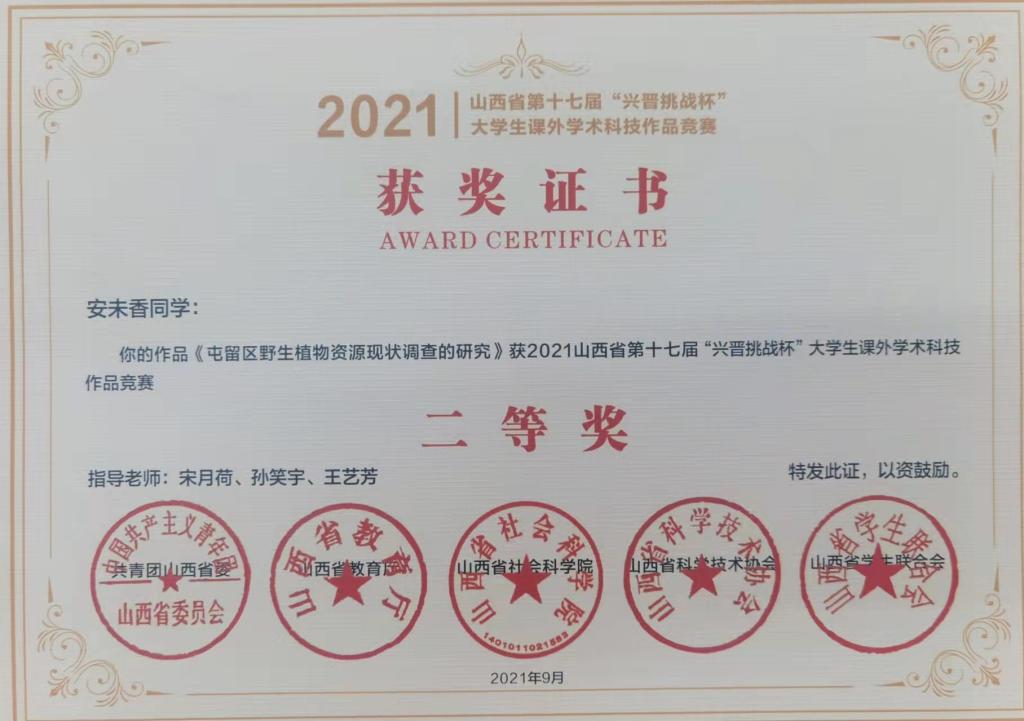 2021
山西省第十七届“兴晋挑战杯”
大学生课外学术科技作品竞赛
获奖证书
AWARD CERTIFICATE
安未香同学：
你的作品《屯留区野生植物资源现状调查的研究》获2021山西省第十七届“兴晋挑战杯”大学生课外学术科技
作品竞赛
二等奖
指导老师：宋月荷、孙笑宇、王艺芳
特发此证，以资鼓励。
中国共产主义青年团
共青团山西省委
山西省委员会
山西省教育厅
山西省教育厅
山西省社会科学院
山西省社会科学院
1401011021583
山西省科学技术协会
山西省科学技术协会
山西省学生联合会
山西省学生联合会
2021年9月